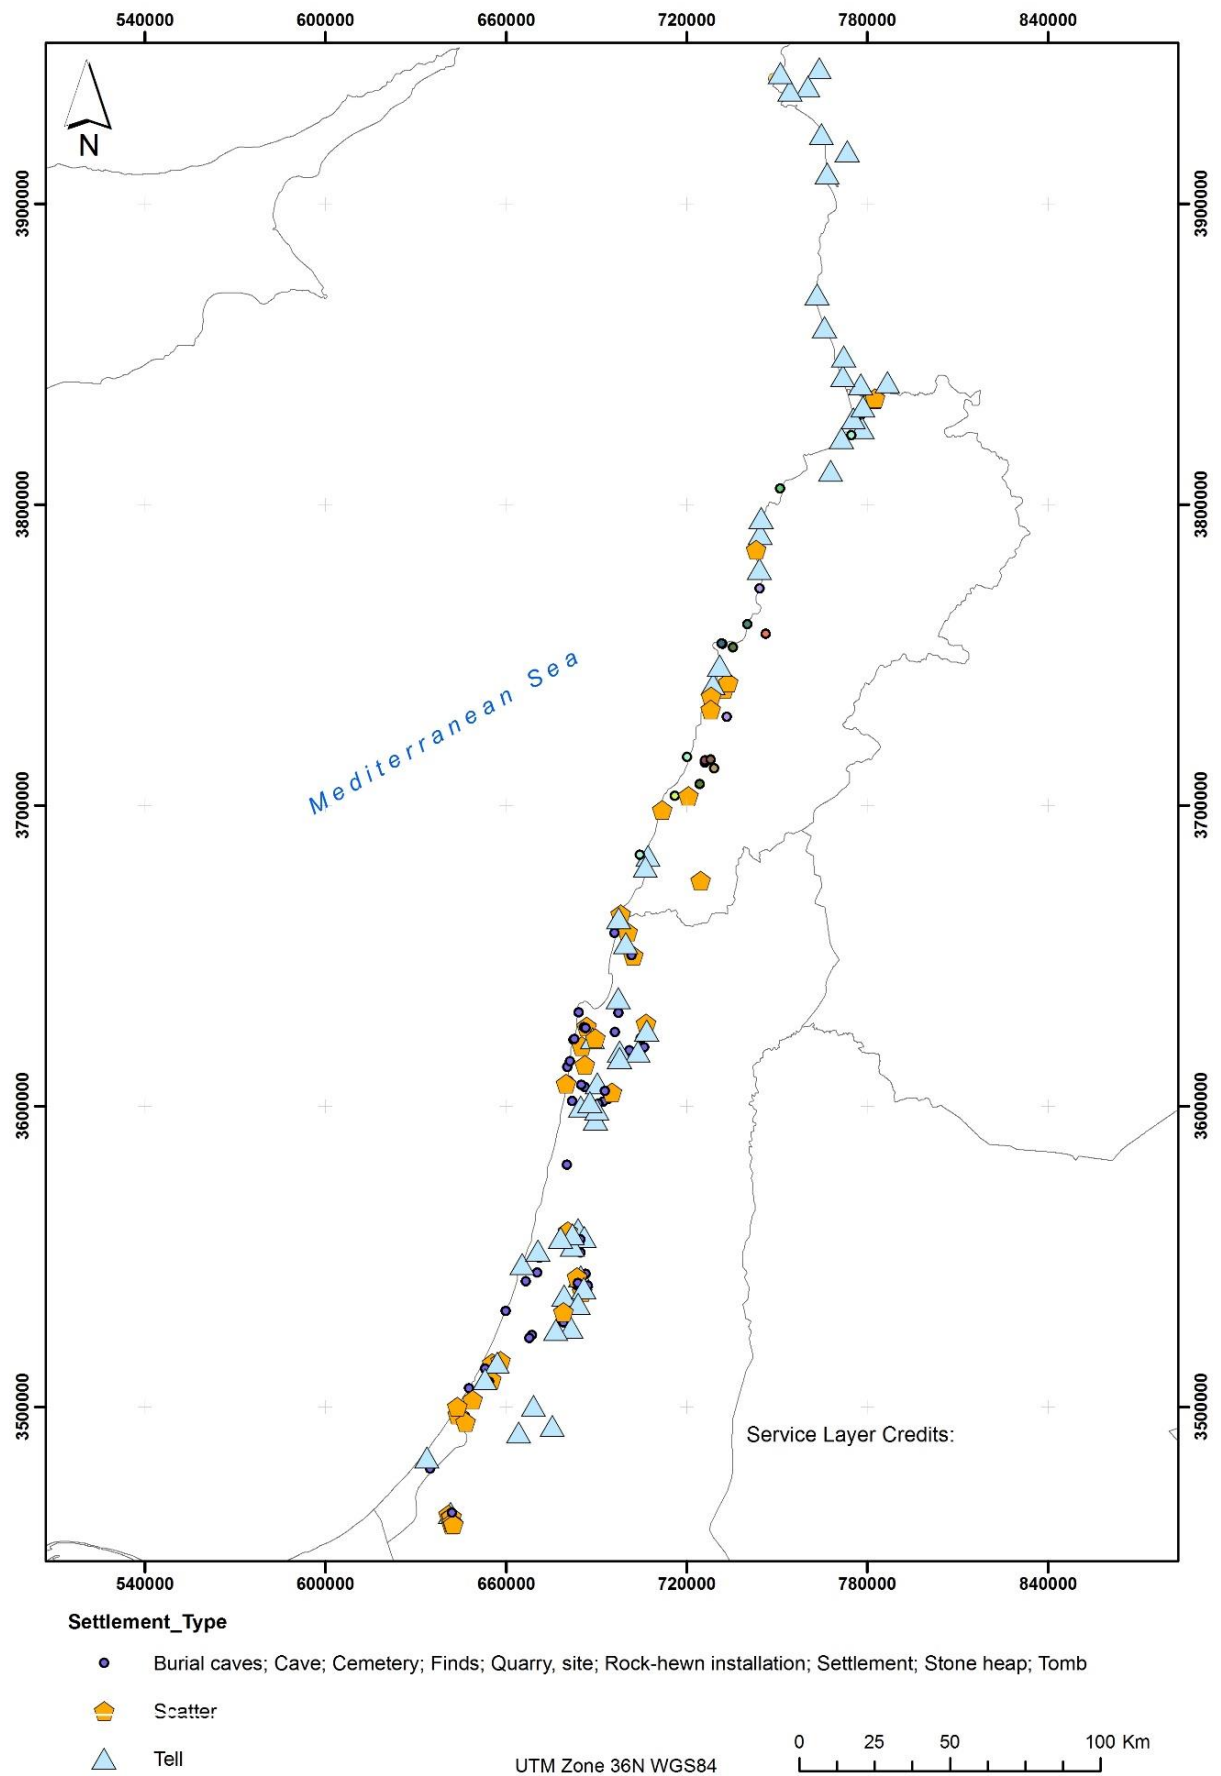 540000 600000 660000 720000 780000 840000
N
3900000 3900000
3800000 3800000
Mediterranean Sea
3700000 3700000
3600000 3600000
3500000 3500000
Service Layer Credits:
540000 600000 660000 720000 780000 840000
Settlement_Type
Burial caves; Cave; Cemetery; Finds; Quarry, site; Rock-hewn installation; Settlement; Stone heap; Tomb
Scatter
Tell
0 25 50 100 Km
UTM Zone 36N WGS84